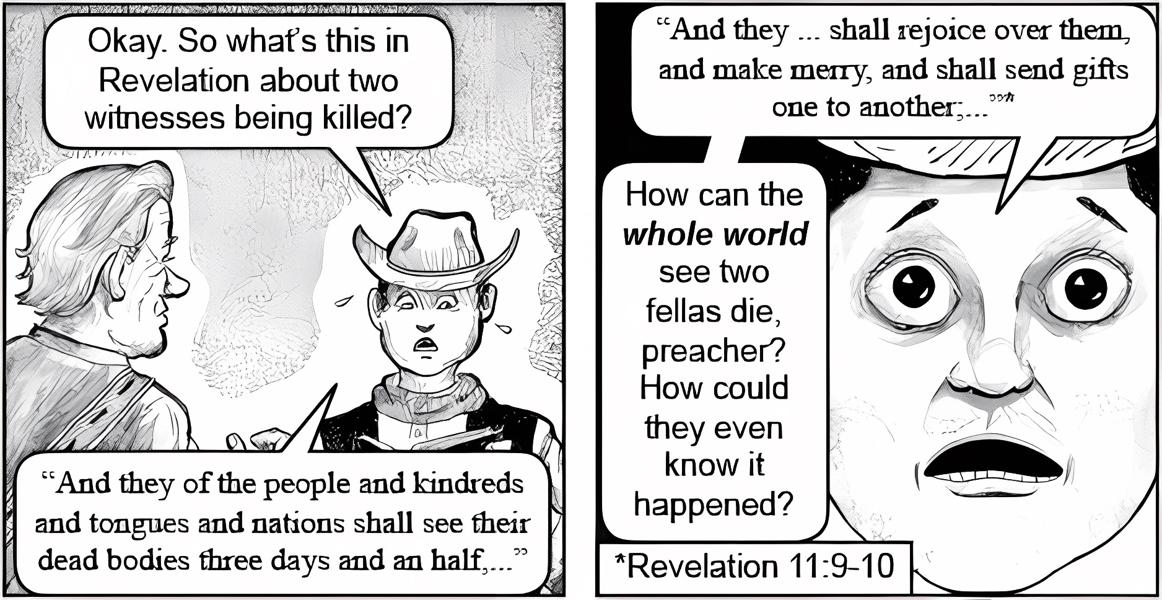 Okay. So what's this in
Revelation about two
witnesses being killed?
“And they of the people and kindreds
and tongues and nations shall see their
dead bodies three days and an half,...”
“And they ... shall rejoice over them,
and make merry, and shall send gifts
one to another;...”*
How can the
whole world
see two
fellas die,
preacher?
How could
they even
know it
happened?
*Revelation 11:9-10